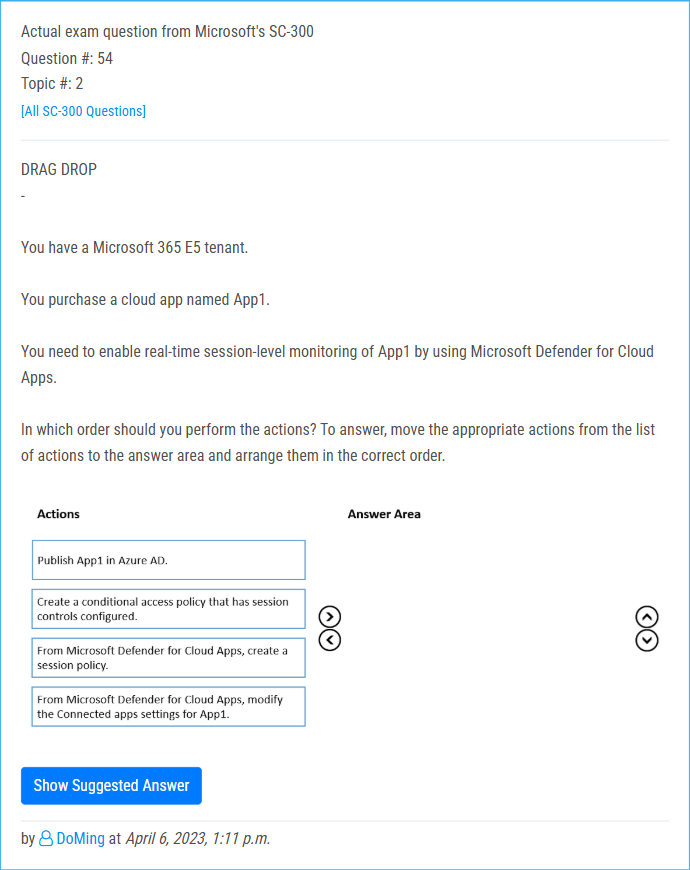 Actual exam question from Microsoft's SC-300
Question #: 54
Topic #: 2
[All SC-300 Questions]
DRAG DROP
-
You have a Microsoft 365 E5 tenant.
You purchase a cloud app named App1.
You need to enable real-time session-level monitoring of App1 by using Microsoft Defender for Cloud
Apps.
In which order should you perform the actions? To answer, move the appropriate actions from the list
of actions to the answer area and arrange them in the correct order.
Actions
Answer Area
Publish App1 in Azure AD.
Create a conditional access policy that has session
controls configured.
From Microsoft Defender for Cloud Apps, create a
session policy.
From Microsoft Defender for Cloud Apps, modify
the Connected apps settings for App1.
Show Suggested Answer
by DoMing at April 6, 2023, 1:11 p.m.